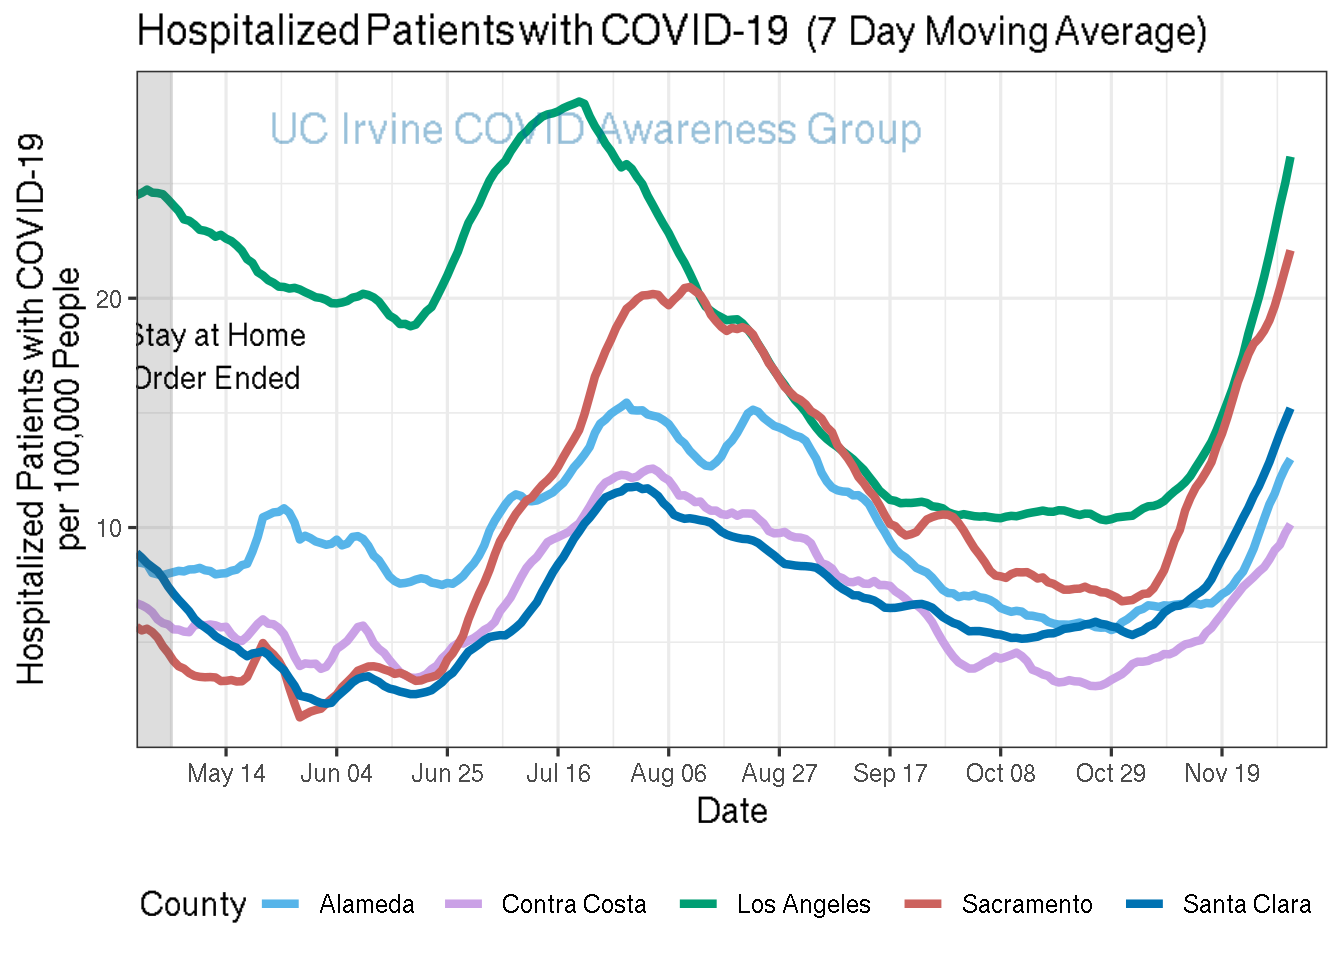 Hospitalized Patients with COVID-19 (7 Day Moving Average)
UC Irvine COVID Awareness Group
Hospitalized Patients with COVID-19
per 100,000 People
20
10
Stay at Home
Order Ended
May 14 Jun 04 Jun 25 Jul 16 Aug 06 Aug 27 Sep 17 Oct 08 Oct 29 Nov 19
Date
County Alameda Contra Costa Los Angeles Sacramento Santa Clara